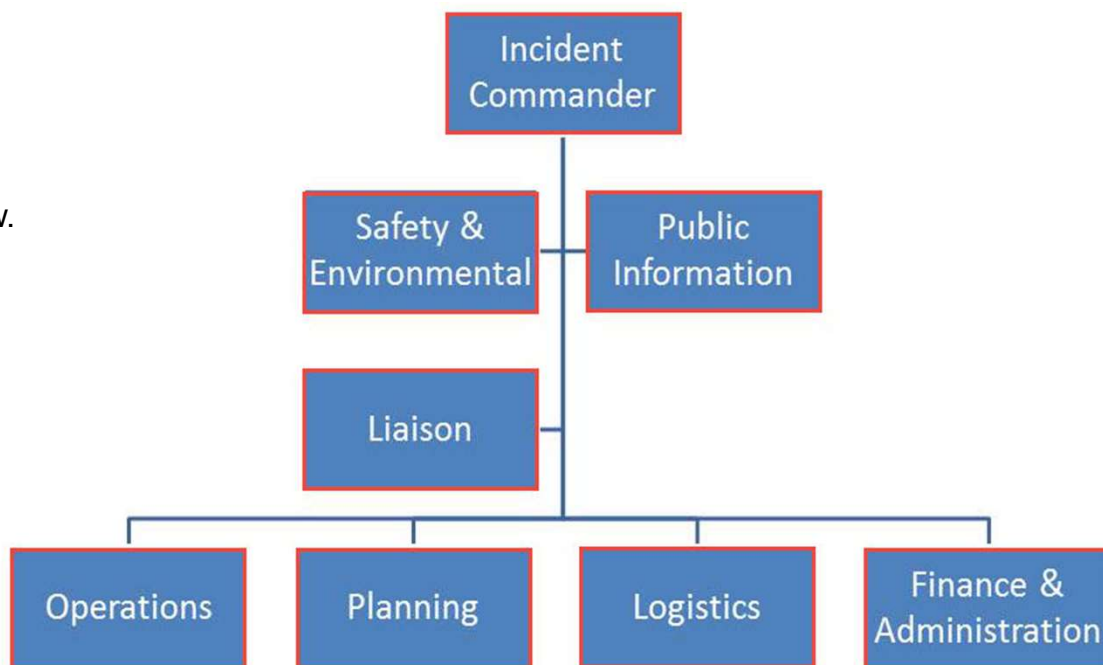 Incident
Commander
w.
Safety &
Environmental
Public
Information
Liaison
Operations
Planning
Logistics
Finance &
Administration